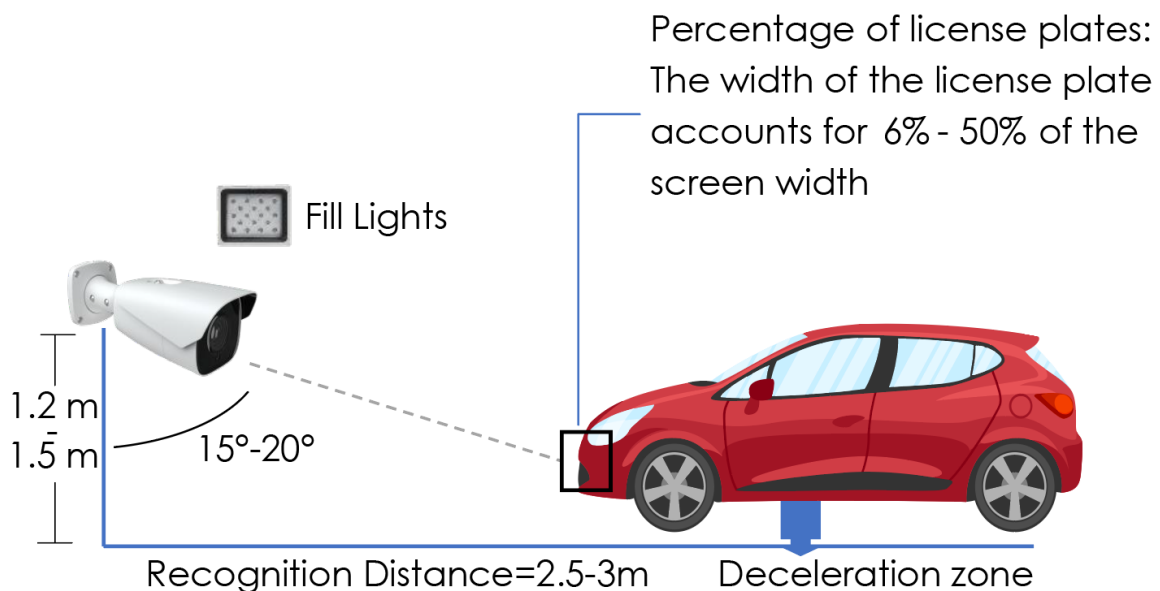 Percentage of license plates:
The width of the license plate
accounts for 6% - 50% of the
screen width
Fill Lights
1.2 m
-
1.5 m
15°-20°
Recognition Distance=2.5-3m
Deceleration zone